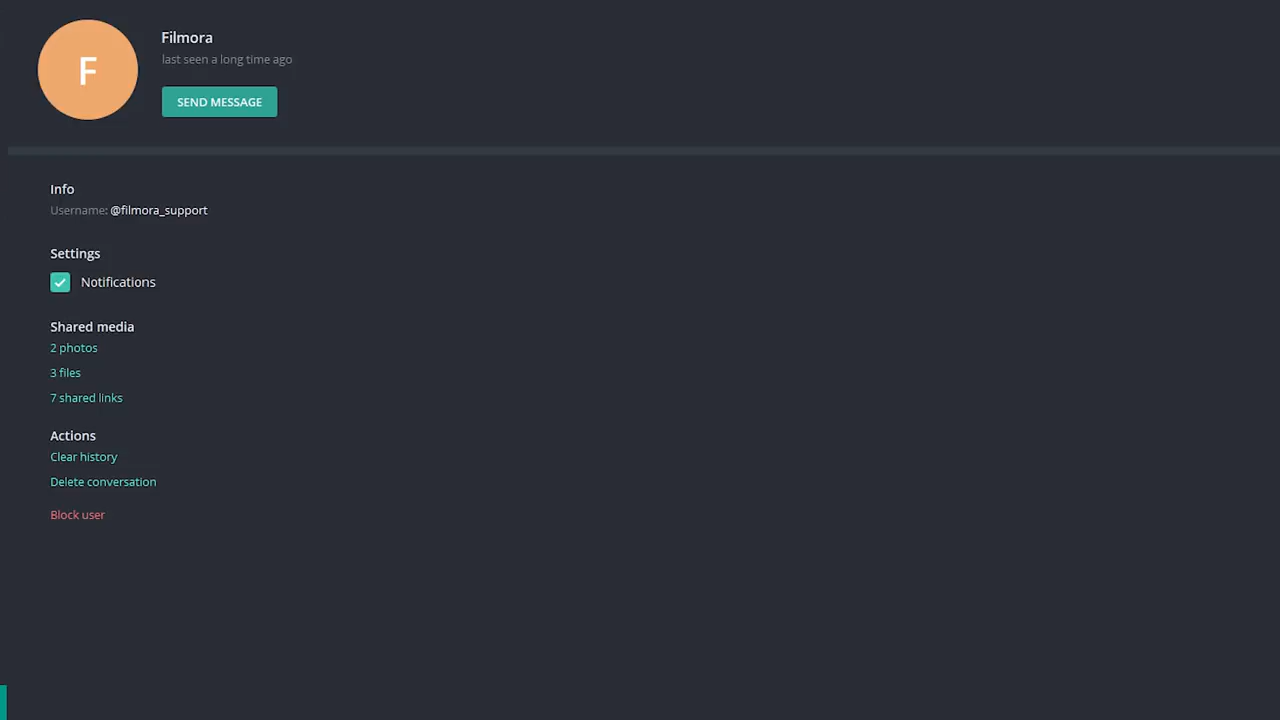 F
Filmora
last seen a long time ago
SEND MESSAGE
Info
Username: @filmora_support
Settings
Notifications
Shared media
2 photos
3 files
7 shared links
Actions
Clear history
Delete conversation
Block user